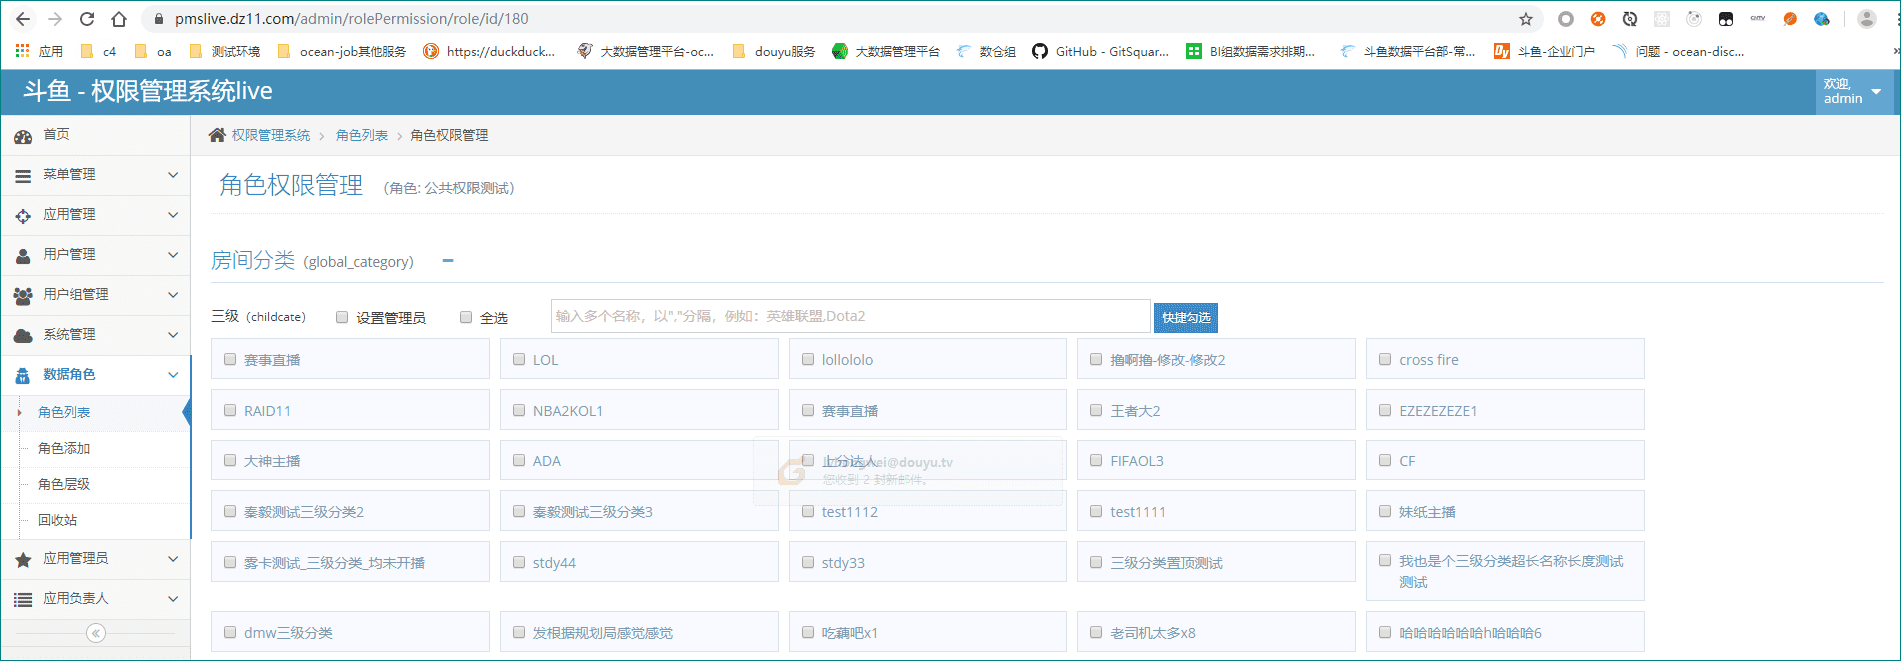 pmslive.dz11.com/admin/rolePermission/role/id/180
应用 c4 oa 测试环境 ocean-job其他服务 https://duckduck... 大数据管理平台-oc... douyu服务 大数据管理平台 数仓组 GitHub - GitSquar... BI组数据需求排期... 斗鱼数据平台部-常... 斗鱼-企业门户 问题 - ocean-disc...
斗鱼 - 权限管理系统live
欢迎,
admin
首页
菜单管理
应用管理
用户管理
用户组管理
系统管理
数据角色
角色列表
角色添加
角色层级
回收站
应用管理员
应用负责人
权限管理系统 > 角色列表 > 角色权限管理
角色权限管理 (角色: 公共权限测试)
房间分类 (global_category)
三级 (childcate) 设置管理员 全选 输入多个名称，以","分隔，例如：英雄联盟,Dota2 快捷勾选
赛事直播 LOL lollololo 撸啊撸-修改-修改2 cross fire
RAID11 NBA2KOL1 赛事直播 王者大2 EZEZEZEZE1
大神主播 ADA 上分达人 FIFAOL3 CF
@douyu.tv
您收到 2 封新邮件。
秦毅测试三级分类2 秦毅测试三级分类3 test1112 test1111 妹纸主播
雾卡测试_三级分类_均未开播 stdy44 stdy33 三级分类置顶测试 我也是个三级分类超长名称长度测试
测试
dmw三级分类 发根据规划局感觉感觉 吃藕吧x1 老司机太多x8 哈哈哈哈哈哈h哈哈哈6